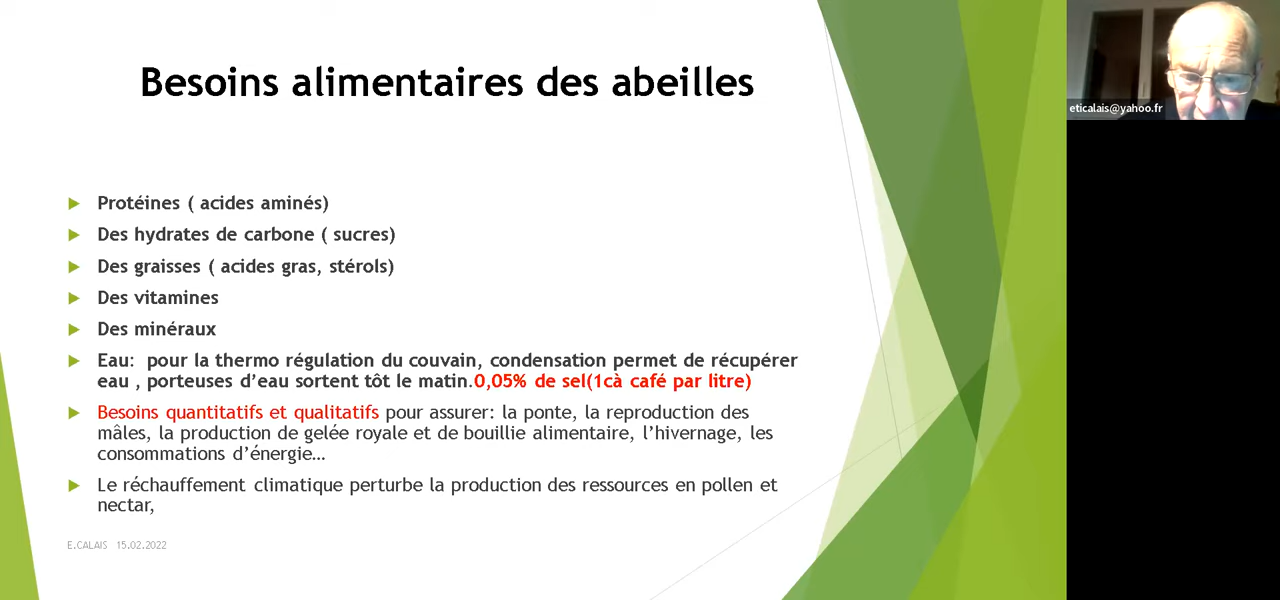 Besoins alimentaires des abeilles
eticalais@yahoo.fr
Protéines ( acides aminés)
Des hydrates de carbone ( sucres)
Des graisses ( acides gras, stérols)
Des vitamines
Des minéraux
Eau:  pour la thermo régulation du couvain, condensation permet de récupérer
eau , porteuses d’eau sortent tôt le matin.0,05% de sel(1cà café par litre)
Besoins quantitatifs et qualitatifs pour assurer: la ponte, la reproduction des
mâles, la production de gelée royale et de bouillie alimentaire, l’hivernage, les
consommations d’énergie…
Le réchauffement climatique perturbe la production des ressources en pollen et
nectar,
E.CALAIS  15.02.2022